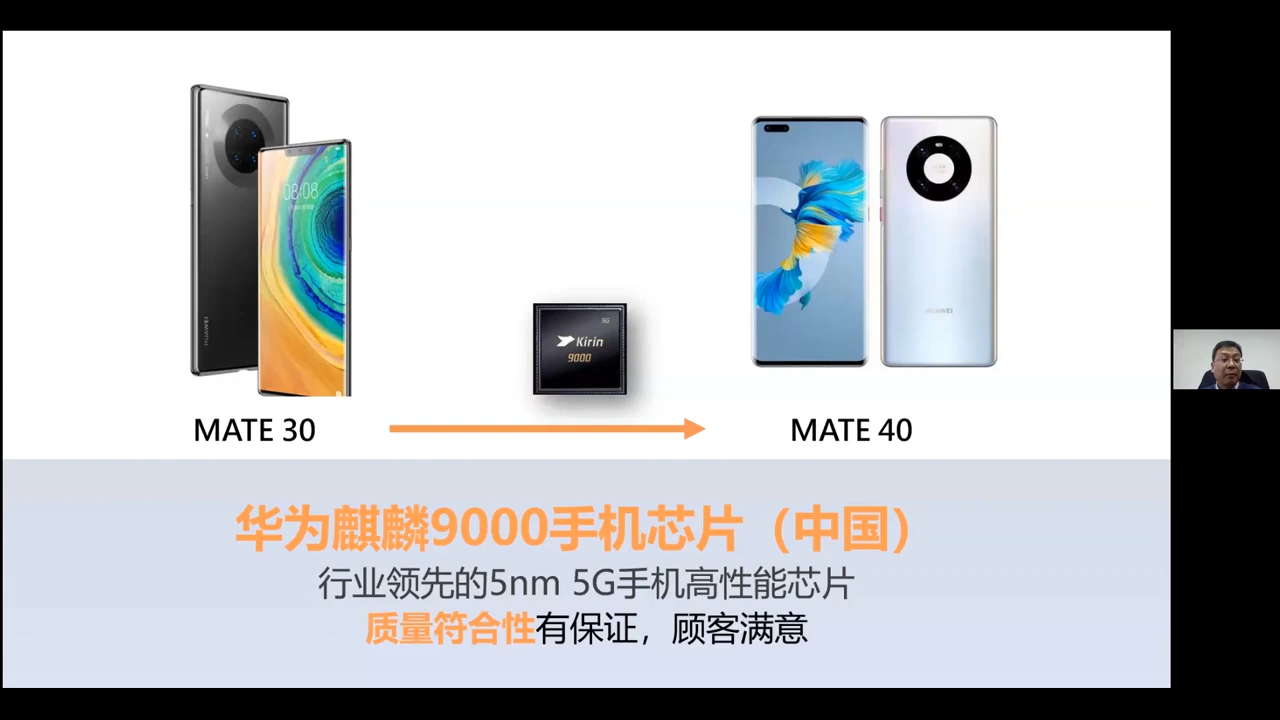 08:08
HUAWEI
5G
Kirin
9000
HUAWEI
MATE 30
MATE 40
华为麒麟9000手机芯片（中国）
行业领先的5nm 5G手机高性能芯片
质量符合性有保证，顾客满意